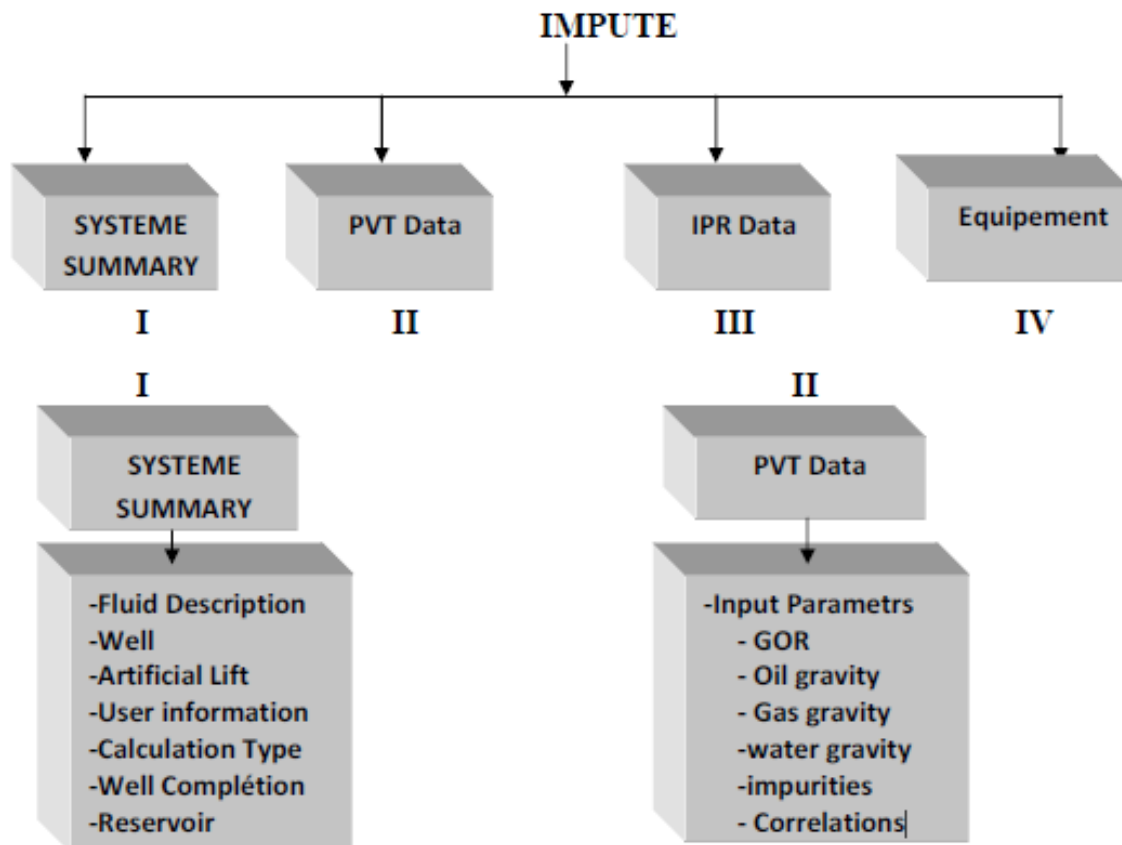 IMPUTE
SYSTEME
SUMMARY
PVT Data
IPR Data
Equipement
I
II
III
IV
I
II
SYSTEME
SUMMARY
PVT Data
-Fluid Description
-Well
-Artificial Lift
-User information
-Calculation Type
-Well Complétion
-Reservoir
-Input Parametrs
- GOR
- Oil gravity
- Gas gravity
-water gravity
-impurities
- Correlations